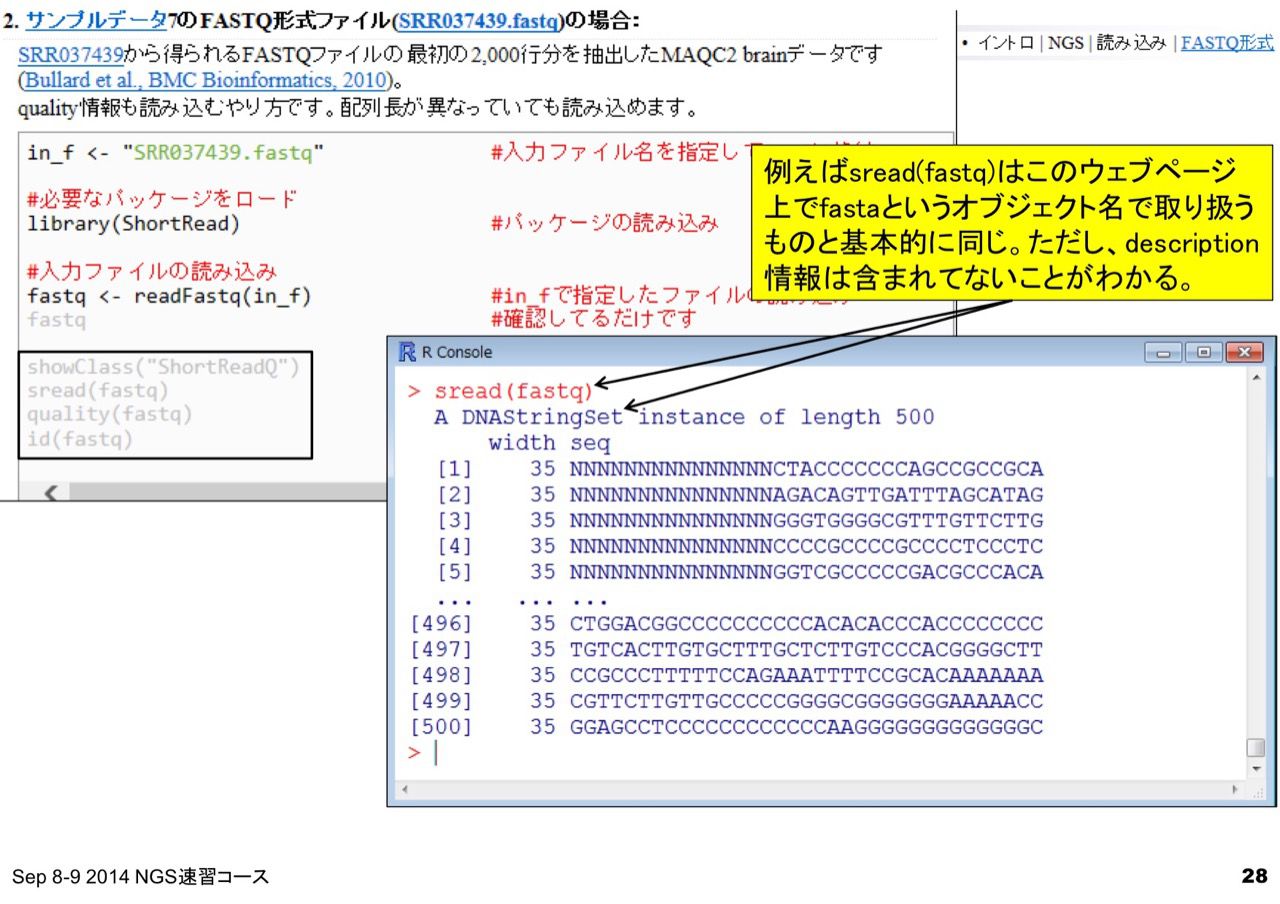 2. サンプルデータ7のFASTQ形式ファイル(SRR037439.fastq)の場合:
SRR037439から得られるFASTQファイルの最初の2,000行分を抽出したMAQC2 brainデータです
(Bullard et al., BMC Bioinformatics, 2010)。
quality情報も読み込むやり方です。配列長が異なっていても読み込めます。
• イントロ | NGS | 読み込み | FASTQ形式
in_f <- "SRR037439.fastq" #入力ファイル名を指定して
#必要なパッケージをロード
library(ShortRead) #パッケージの読み込み
#入力ファイルの読み込み
fastq <- readFastq(in_f) #in_fで指定したファイルの読み込み
fastq #確認してるだけです
showClass("ShortReadQ")
sread(fastq)
quality(fastq)
id(fastq)
例えばsread(fastq)はこのウェブページ
上でfastaというオブジェクト名で取り扱う
ものと基本的に同じ。ただし、description
情報は含まれてないことがわかる。
R Console
> sread(fastq)
A DNAStringSet instance of length 500
width seq
[1] 35 NNNNNNNNNNNNNNNCTACCCCCCCAGCCGCCGCA
[2] 35 NNNNNNNNNNNNNNNAGACAGTTGATTTAGCATAG
[3] 35 NNNNNNNNNNNNNNNGGGTGGGGCGTTTGTTCTTG
[4] 35 NNNNNNNNNNNNNNNCCCCGCCCCGCCCCTCCCTC
[5] 35 NNNNNNNNNNNNNNNGGTCGCCCCCGACGCCCACA
... ... ...
[496] 35 CTGGACGGCCCCCCCCCCACACACCCACCCCCCCC
[497] 35 TGTCACTTGTGCTTTGCTCTTGTCCCACGGGGCTT
[498] 35 CCGCCCTTTTTCCAGAAATTTTCCGCACAAAAAAA
[499] 35 CGTTCTTGTTGCCCCCGGGGCGGGGGGGAAAAACC
[500] 35 GGAGCCTCCCCCCCCCCCCAAGGGGGGGGGGGGGC
>
Sep 8-9 2014 NGS速習コース
28